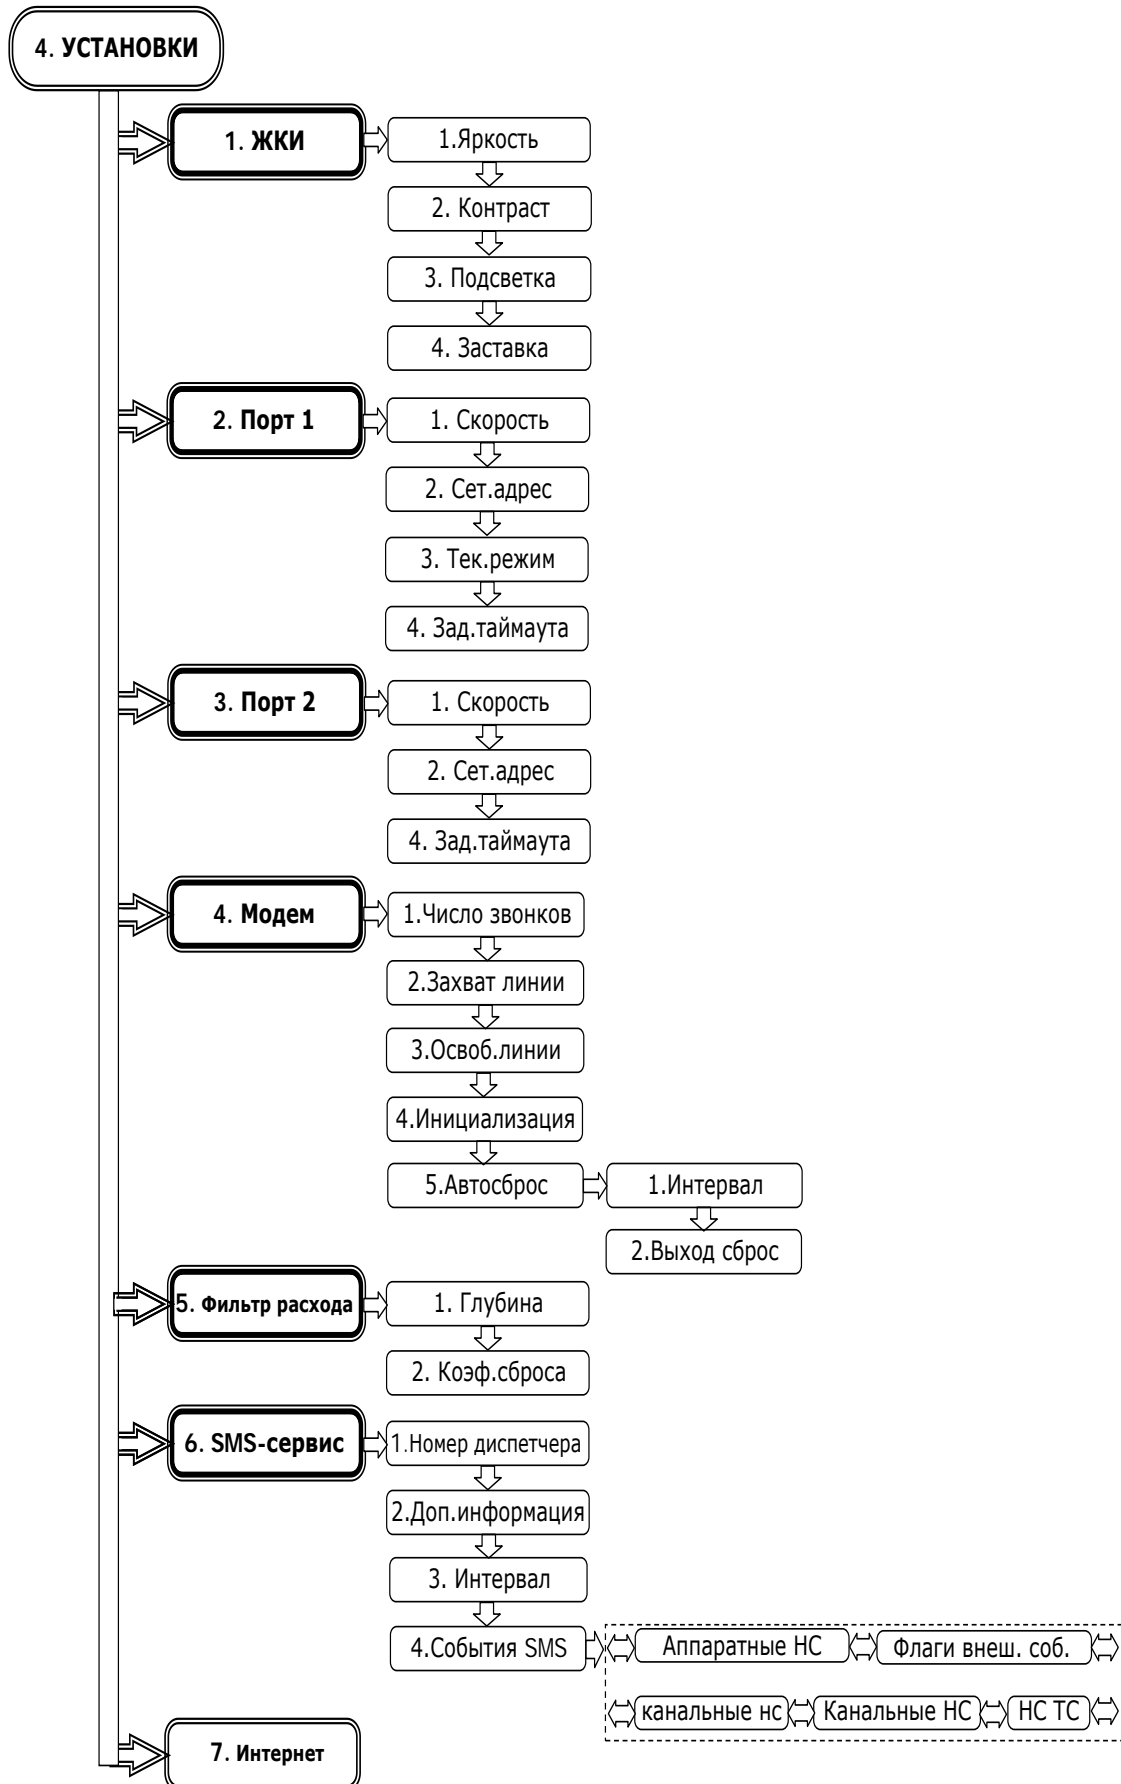 4. УСТАНОВКИ
1. ЖКИ
1.Яркость
2. Контраст
3. Подсветка
4. Заставка
2. Порт 1
1. Скорость
2. Сет.адрес
3. Тек.режим
4. Зад.таймаута
3. Порт 2
1. Скорость
2. Сет.адрес
4. Зад.таймаута
4. Модем
1.Число звонков
2.Захват линии
3.Освоб.линии
4.Инициализация
5.Автосброс
1.Интервал
2.Выход сброс
5. Фильтр расхода
1. Глубина
2. Коэф.сброса
6. SMS-сервис
1.Номер диспетчера
2.Доп.информация
3. Интервал
4.События SMS
Аппаратные НС
Флаги внеш. соб.
канальные нс
Канальные НС
НС ТС
7. Интернет